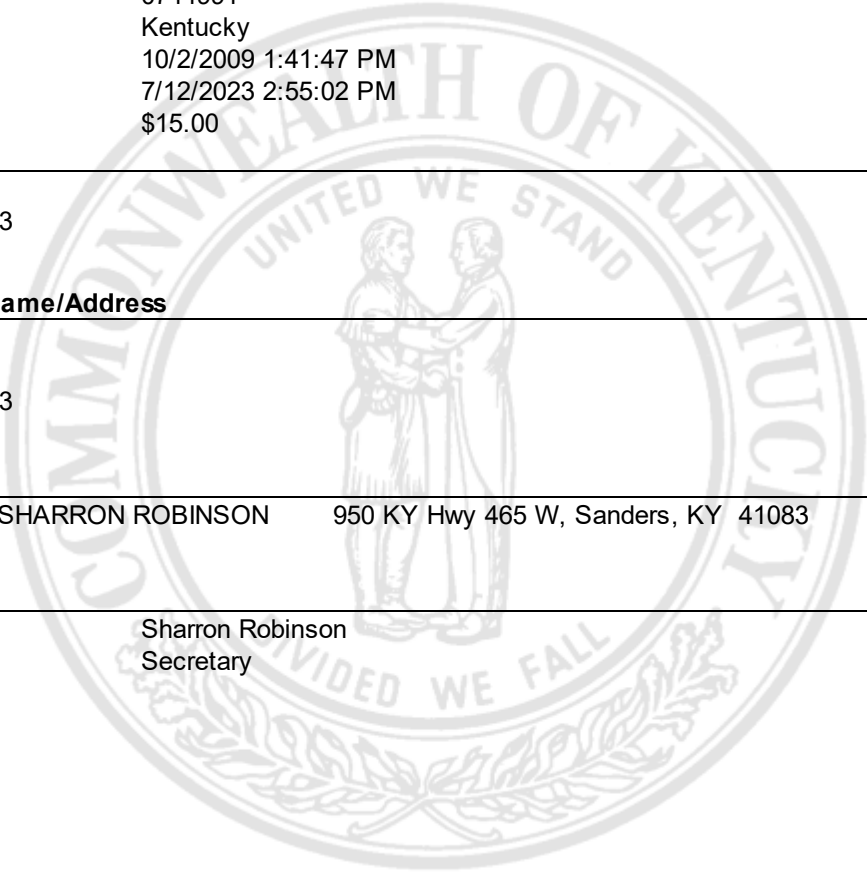 Kentucky
10/2/2009 1:41:47 PM
7/12/2023 2:55:02 PM
$15.00
3
ame/Address
3
SHARRON ROBINSON 950 KY Hwy 465 W, Sanders, KY 41083
Sharron Robinson
Secretary
COMMONWEALTH OF KENTUCKY
UNITED WE STAND
DIVIDED WE FALL